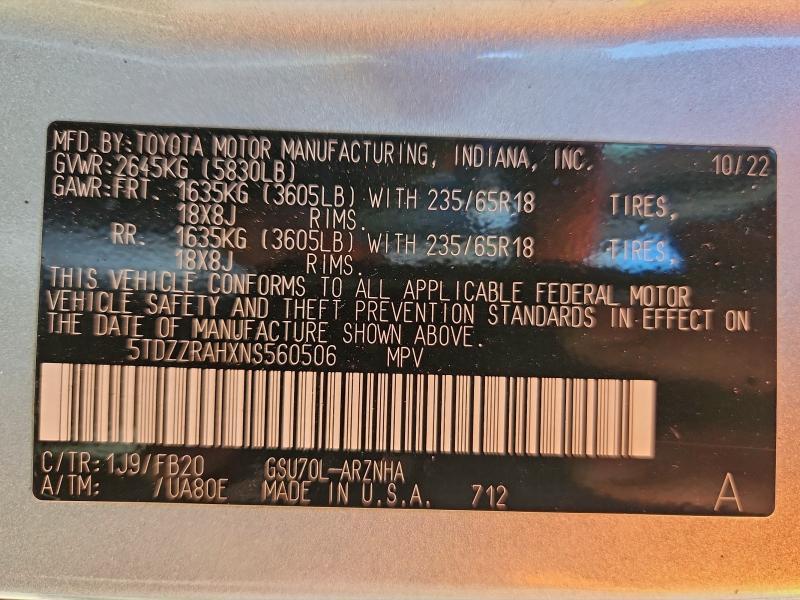 MFD.BY:TOYOTA MOTOR MANUFACTURING, INDIANA, INC. 10/22
GVWR:2645KG (5830LB)
GAWR:FRT. 1635KG (3605LB) WITH 235/65R18 TIRES,
18X8J RIMS.
RR. 1635KG (3605LB) WITH 235/65R18 TIRES,
18X8J RIMS.
THIS VEHICLE CONFORMS TO ALL APPLICABLE FEDERAL MOTOR
VEHICLE SAFETY AND THEFT PREVENTION STANDARDS IN EFFECT ON
THE DATE OF MANUFACTURE SHOWN ABOVE.
5TDZZRAHXNS560506 MPV
C/TR:1J9/FB20 GSU70L-ARZNHA
A/TM: /UA80E MADE IN U.S.A. 712 A